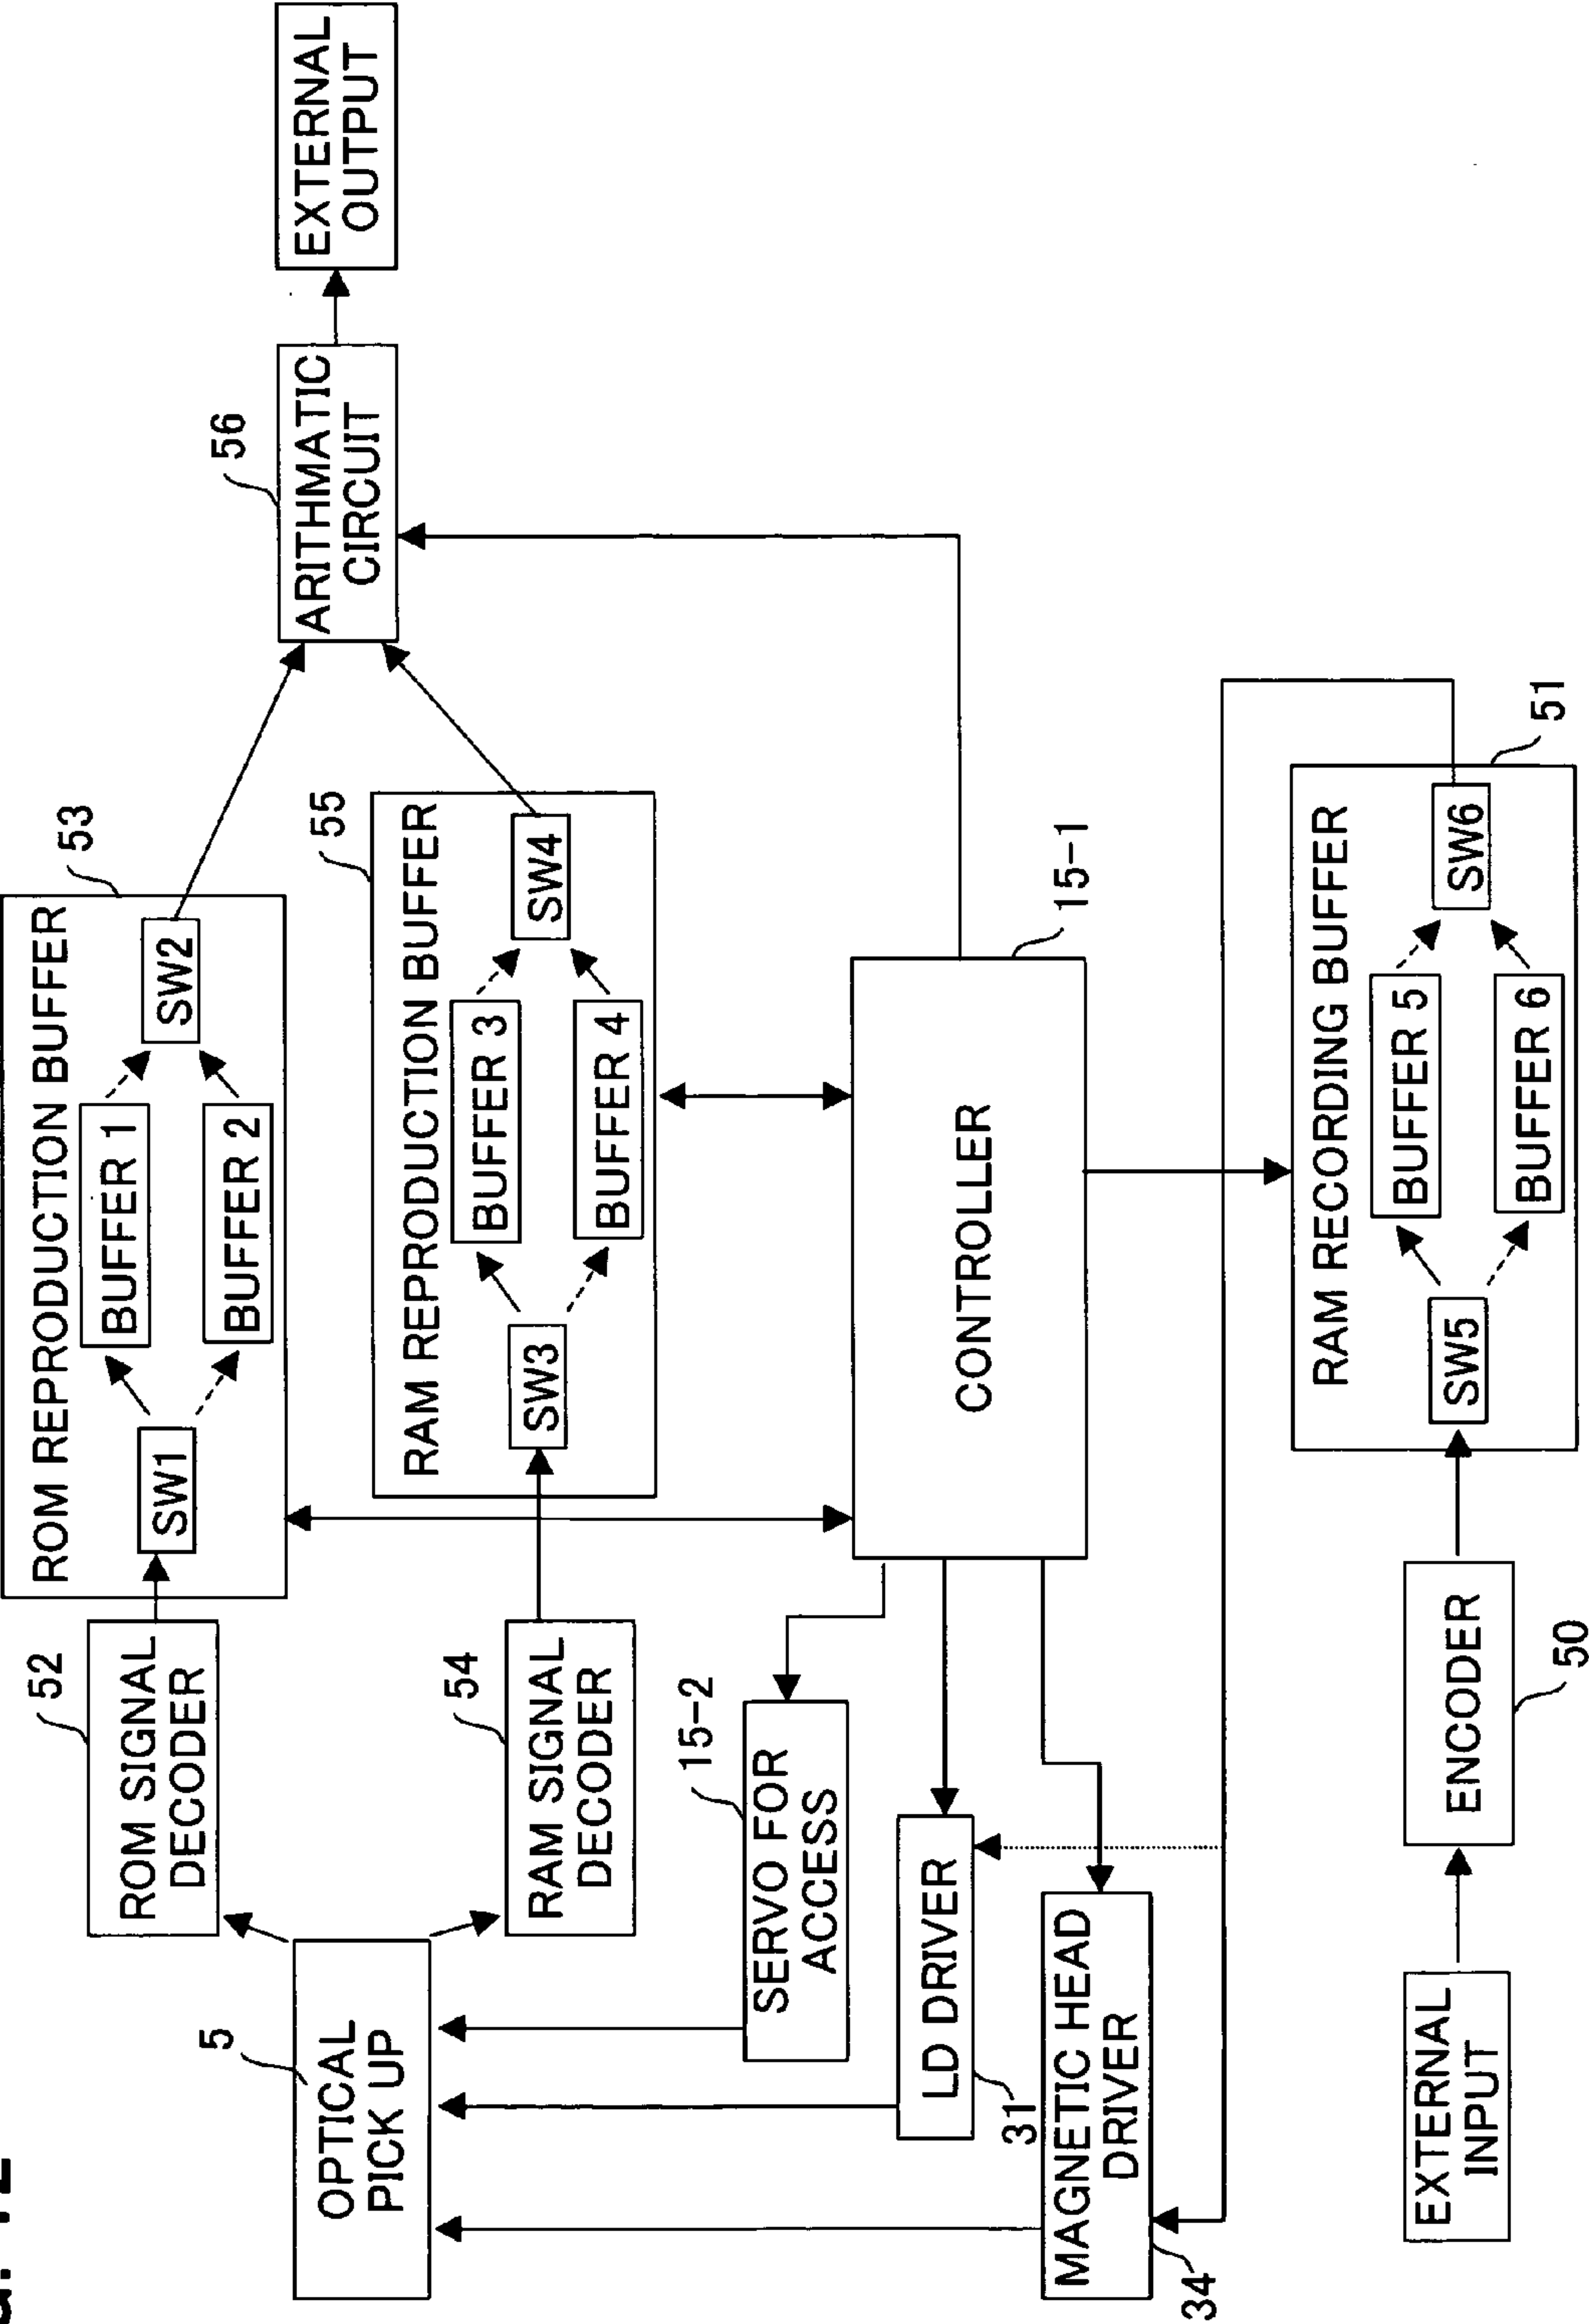 52
ROM SIGNAL
DECODER
53
ROM REPRODUCTION BUFFER
SW1
BUFFER 1
BUFFER 2
SW2
5
OPTICAL
PICK UP
54
RAM SIGNAL
DECODER
55
RAM REPRODUCTION BUFFER
SW3
BUFFER 3
BUFFER 4
SW4
56
ARITHMATIC
CIRCUIT
EXTERNAL
OUTPUT
15-2
SERVO FOR
ACCESS
LD DRIVER
31
MAGNETIC HEAD
DRIVER
34
CONTROLLER
15-1
EXTERNAL
INPUT
ENCODER
50
RAM RECORDING BUFFER
SW5
BUFFER 5
BUFFER 6
SW6
51